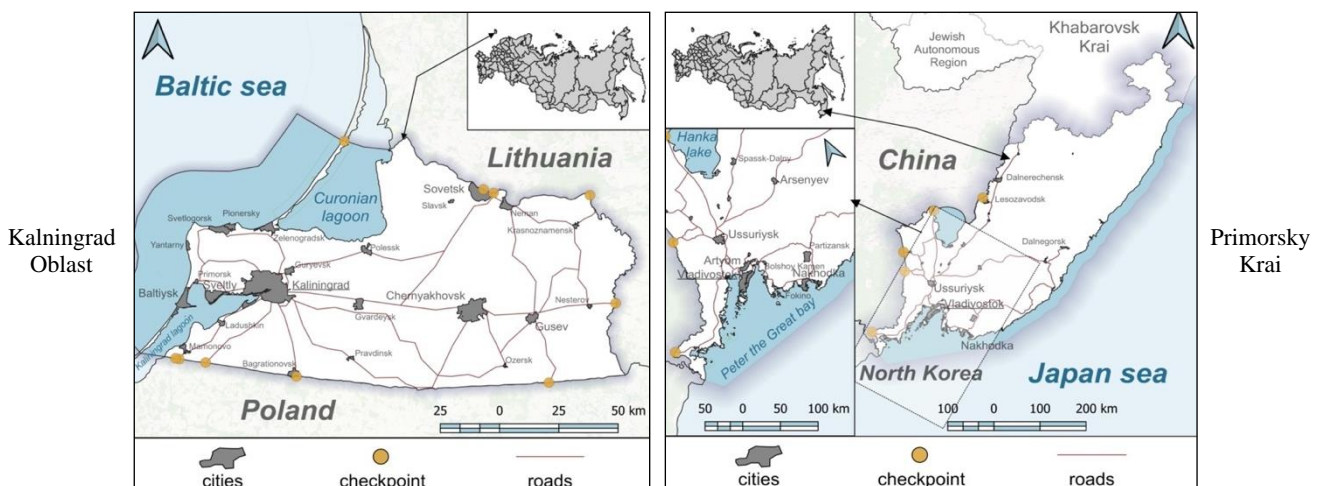 Kalningrad
Oblast
Baltic sea
Lithuania
Curonian
lagoon
Sovetsk
Slavsk
Neman
Krasnoznamensk
Svetlogorsk
Pionersky
Zelenogradsk
Yantarny
Polessk
Guryevsk
Primorsk
Svetly
Kaliningrad
Baltiysk
Chernyakhovsk
Nesterov
Gvardeysk
Gusev
Ladushkin
Kaliningrad lagoon
Mamonovo
Pravdinsk
Bagrationovsk
Ozersk
Poland
25 0 25 50 km
cities
checkpoint
roads
Jewish
Autonomous
Region
Khabarovsk
Krai
China
Hanka
lake
Spassk-Dalny
Arsenyev
Dalnerechensk
Lesozavodsk
Ussuriysk
Partizansk
Artyom
Bolshoy Kamen
Vladivostok
Nakhodka
Fokino
Peter the Great bay
Dalnegorsk
Ussuriysk
Vladivostok
Nakhodka
North Korea
Japan sea
50 0 50 100 km
100 0 100 200 km
cities
checkpoint
roads
Primorsky
Krai